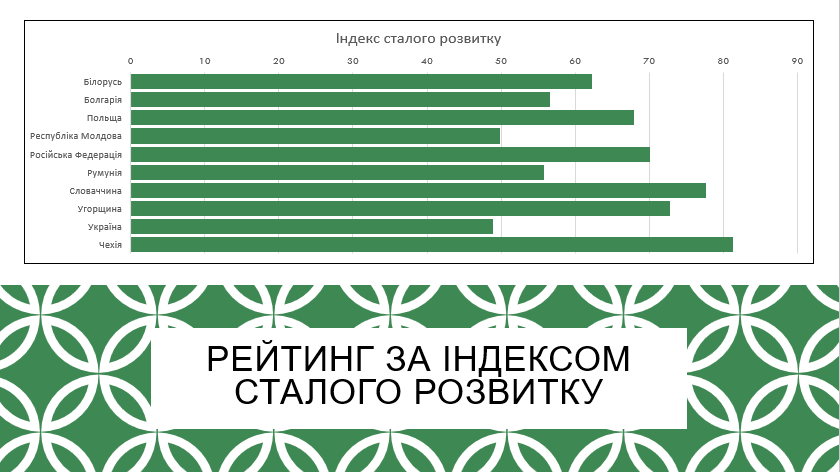 Індекс сталого розвитку
0 10 20 30 40 50 60 70 80 90
Білорусь
Болгарія
Польща
Республіка Молдова
Російська Федерація
Румунія
Словаччина
Угорщина
Україна
Чехія
РЕЙТИНГ ЗА ІНДЕКСОМ
СТАЛОГО РОЗВИТКУ